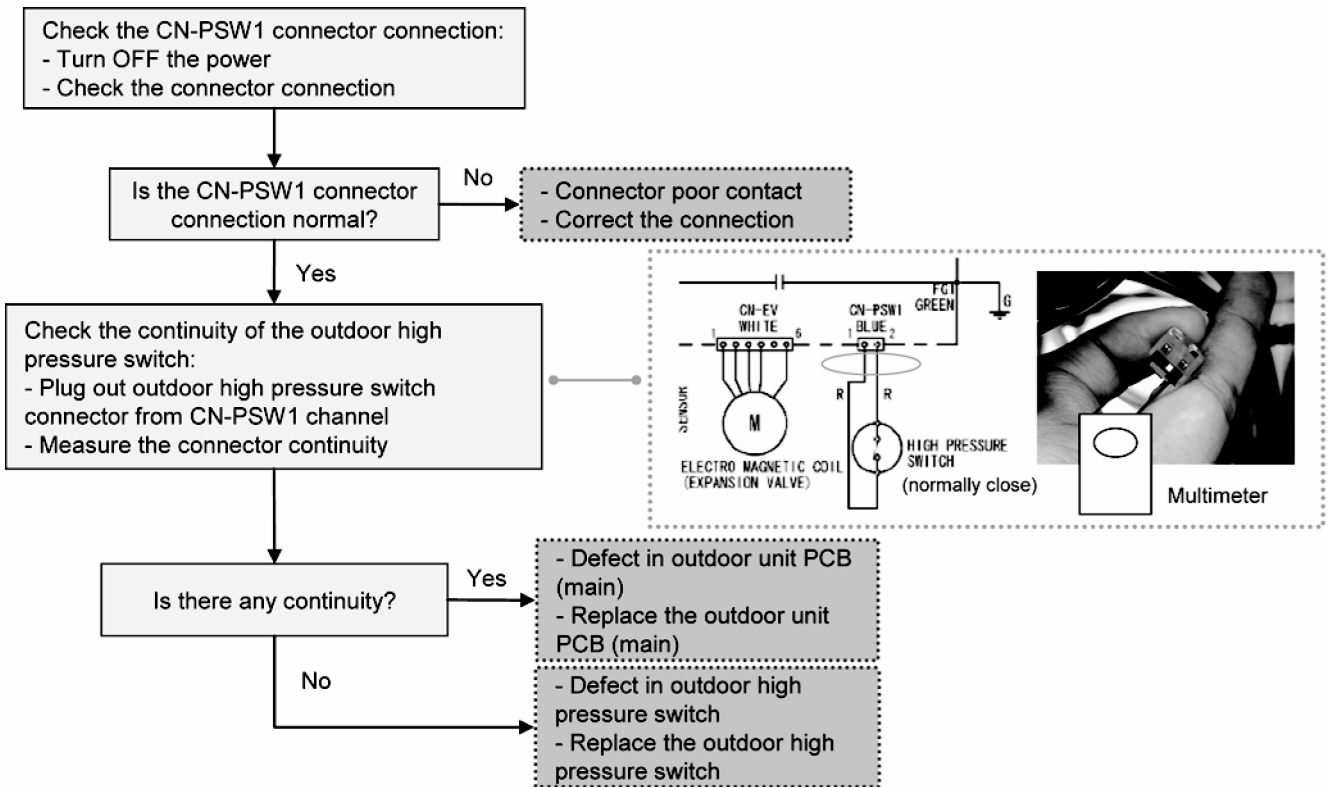 Check the CN-PSW1 connector connection:
- Turn OFF the power
- Check the connector connection
Is the CN-PSW1 connector
connection normal?
No
- Connector poor contact
- Correct the connection
Yes
Check the continuity of the outdoor high
pressure switch:
- Plug out outdoor high pressure switch
connector from CN-PSW1 channel
- Measure the connector continuity
FG1
GREEN
G
CN-EV
WHITE
1
6
CN-PSW1
BLUE
1
2
SENSOR
M
R
R
ELECTRO MAGNETIC COIL
(EXPANSION VALVE)
HIGH PRESSURE
SWITCH
(normally close)
Multimeter
Is there any continuity?
Yes
- Defect in outdoor unit PCB
(main)
- Replace the outdoor unit
PCB (main)
No
- Defect in outdoor high
pressure switch
- Replace the outdoor high
pressure switch